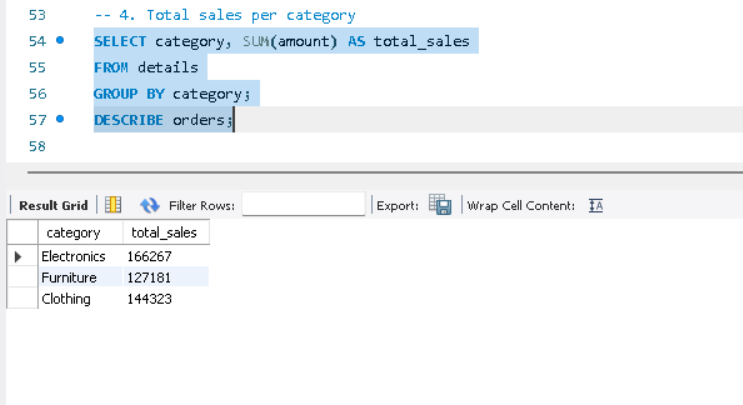 53 -- 4. Total sales per category
54 SELECT category, SUM(amount) AS total_sales
55 FROM details
56 GROUP BY category;
57 DESCRIBE orders;
58
Result Grid Filter Rows: Export: Wrap Cell Content: IA
category total_sales
Electronics 166267
Furniture 127181
Clothing 144323